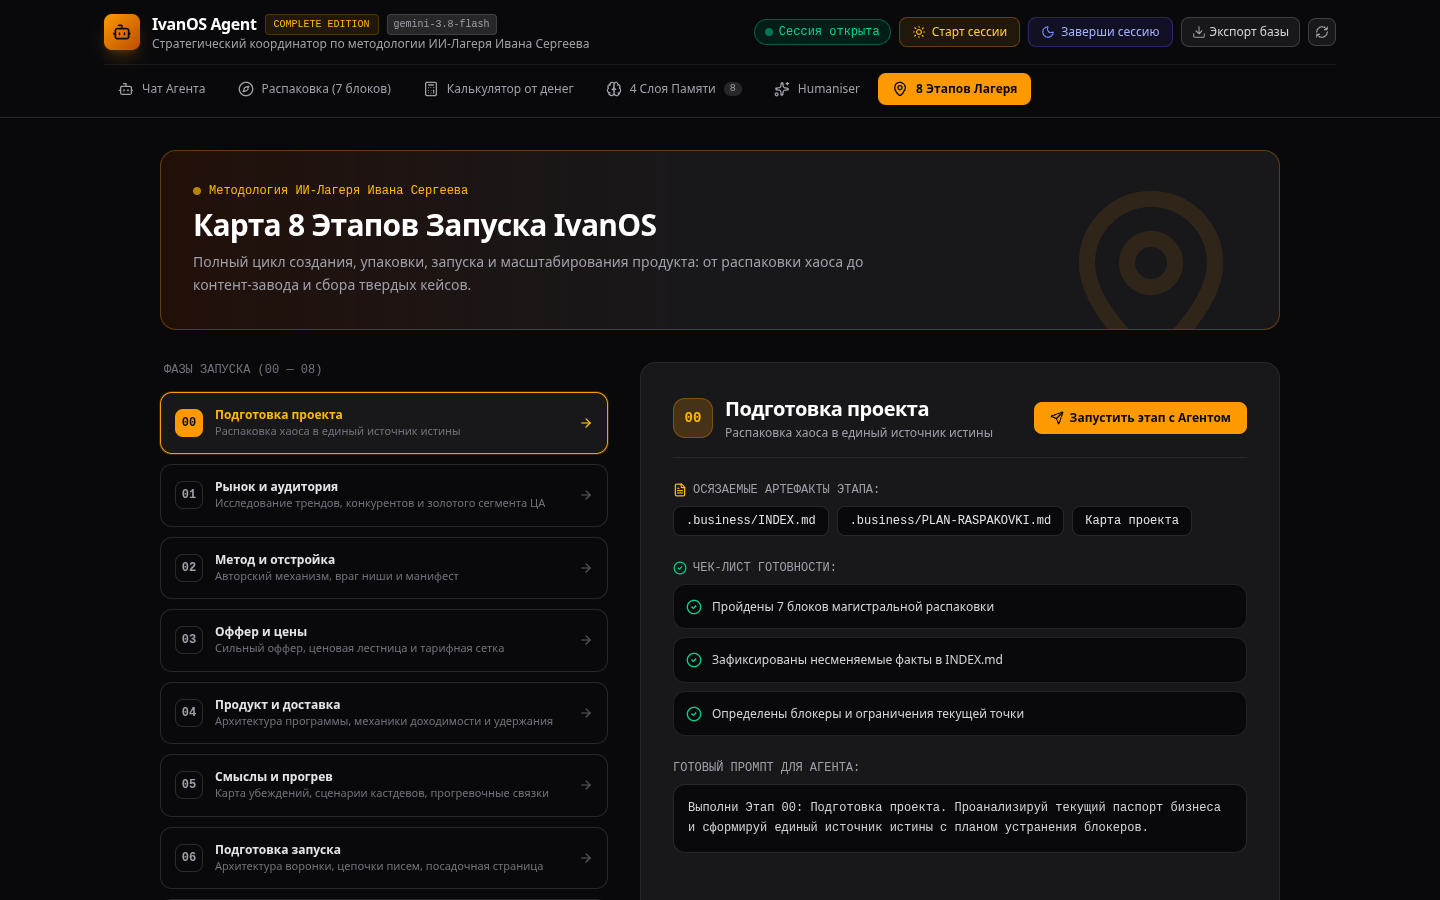 IvanOS Agent
COMPLETE EDITION
gemini-3.8-flash
Стратегический координатор по методологии ИИ-Лагеря Ивана Сергеева
Сессия открыта
Старт сессии
Заверши сессию
Экспорт базы
Чат Агента
Распаковка (7 блоков)
Калькулятор от денег
4 Слоя Памяти 8
Humaniser
8 Этапов Лагеря
Методология ИИ-Лагеря Ивана Сергеева
Карта 8 Этапов Запуска IvanOS
Полный цикл создания, упаковки, запуска и масштабирования продукта: от распаковки хаоса до
контент-завода и сбора твердых кейсов.
ФАЗЫ ЗАПУСКА (00 — 08)
00
Подготовка проекта
Распаковка хаоса в единый источник истины
01
Рынок и аудитория
Исследование трендов, конкурентов и золотого сегмента ЦА
02
Метод и отстройка
Авторский механизм, враг ниши и манифест
03
Оффер и цены
Сильный оффер, ценовая лестница и тарифная сетка
04
Продукт и доставка
Архитектура программы, механики доходимости и удержания
05
Смыслы и прогрев
Карта убеждений, сценарии кастдевов, прогревочные связки
06
Подготовка запуска
Архитектура воронки, цепочки писем, посадочная страница
00
Подготовка проекта
Распаковка хаоса в единый источник истины
Запустить этап с Агентом
ОСЯЗАЕМЫЕ АРТЕФАКТЫ ЭТАПА:
.business/INDEX.md
.business/PLAN-RASPAKOVKI.md
Карта проекта
ЧЕК-ЛИСТ ГОТОВНОСТИ:
Пройдены 7 блоков магистральной распаковки
Зафиксированы несменяемые факты в INDEX.md
Определены блокеры и ограничения текущей точки
ГОТОВЫЙ ПРОМПТ ДЛЯ АГЕНТА:
Выполни Этап 00: Подготовка проекта. Проанализируй текущий паспорт бизнеса
и сформируй единый источник истины с планом устранения блокеров.